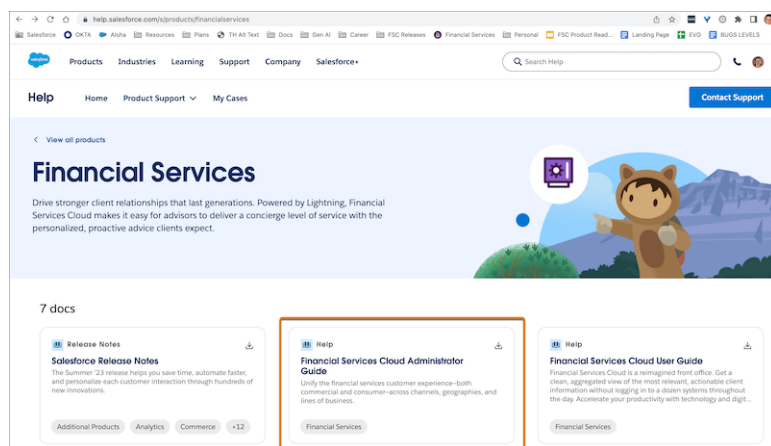 help.salesforce.com/s/products/financialservices
Salesforce OKTA Aloha Resources Plans TH Alt Text Docs Gen AI Career FSC Releases Financial Services Personal FSC Product Read... Landing Page EVO BUGS LEVELS
salesforce Products Industries Learning Support Company Salesforce+ Search Help
Help Home Product Support My Cases Contact Support
View all products
Financial Services
Drive stronger client relationships that last generations. Powered by Lightning, Financial
Services Cloud makes it easy for advisors to deliver a concierge level of service with the
personalized, proactive advice clients expect.
7 docs
Release Notes
Salesforce Release Notes
The Summer '23 release helps you save time, automate faster,
and personalize each customer interaction through hundreds of
new innovations.
Additional Products Analytics Commerce +12
Help
Financial Services Cloud Administrator
Guide
Unify the financial services customer experience–both
commercial and consumer–across channels, geographies, and
lines of business.
Financial Services
Help
Financial Services Cloud User Guide
Financial Services Cloud is a reimagined front office. Get a
clean, aggregated view of the most relevant, actionable client
information without logging in to a dozen systems throughout
the day. Accelerate your productivity with technology and digit...
Financial Services